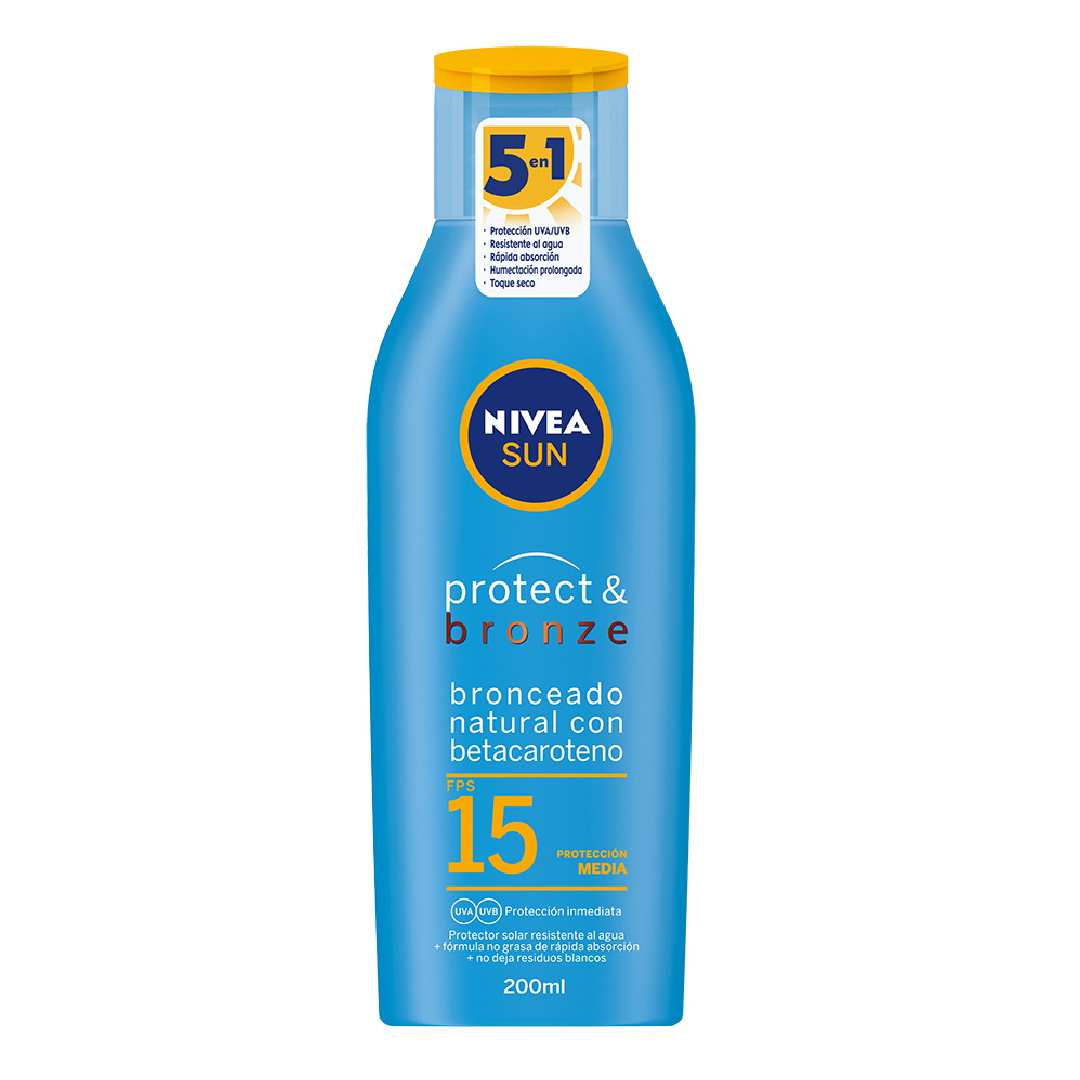 5 en 1
· Protección UVA/UVB
· Resistente al agua
· Rápida absorción
· Humectación prolongada
· Toque seco
NIVEA
SUN
protect &
bronze
bronceado
natural con
betacaroteno
FPS
15
PROTECCIÓN
MEDIA
UVA UVB Protección inmediata
Protector solar resistente al agua
+ fórmula no grasa de rápida absorción
+ no deja residuos blancos
200ml